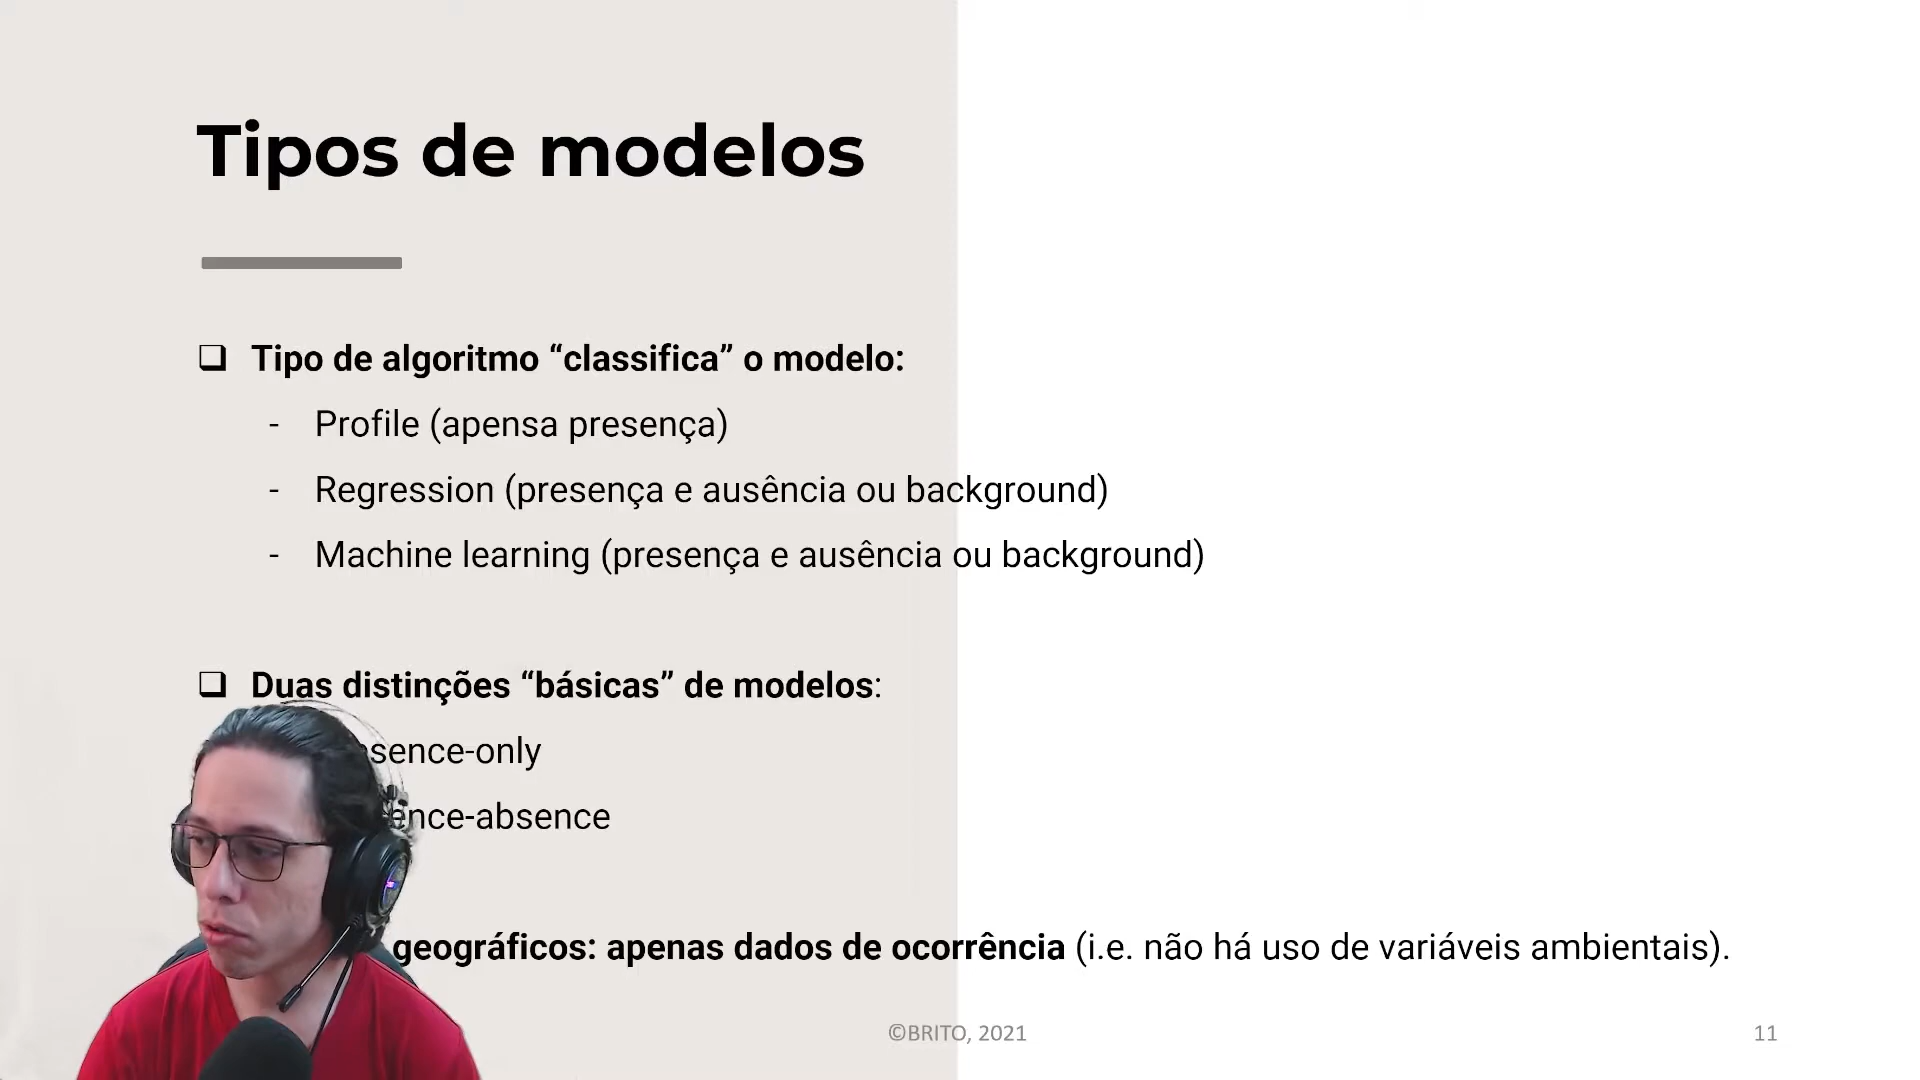 Tipos de modelos
Tipo de algoritmo “classifica” o modelo:
- Profile (apensa presença)
- Regression (presença e ausência ou background)
- Machine learning (presença e ausência ou background)
Duas distinções “básicas” de modelos:
sence-only
ence-absence
geográficos: apenas dados de ocorrência (i.e. não há uso de variáveis ambientais).
©BRITO, 2021
11